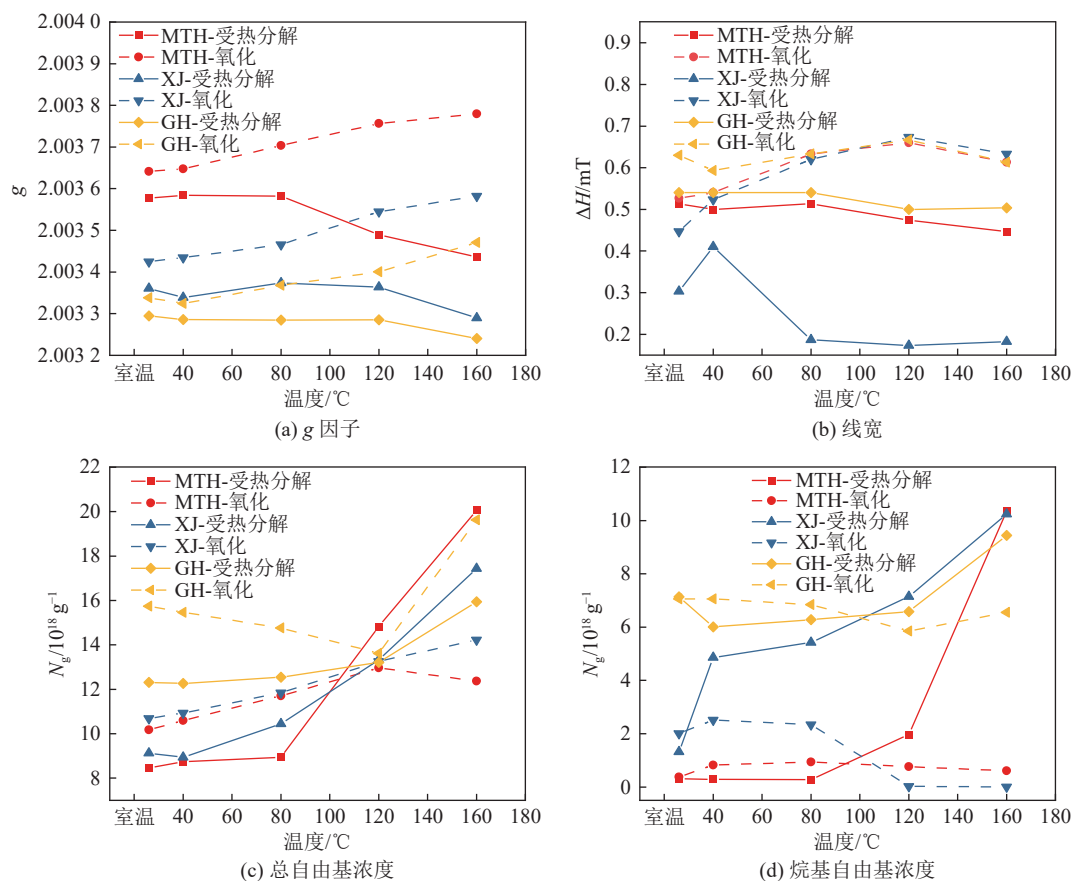 2.004 0
2.003 9
2.003 8
2.003 7
2.003 6
2.003 5
2.003 4
2.003 3
2.003 2
g
MTH-受热分解
MTH-氧化
XJ-受热分解
XJ-氧化
GH-受热分解
GH-氧化
室温 40 60 80 100 120 140 160 180
温度/℃
(a) g 因子
0.9
0.8
0.7
0.6
0.5
0.4
0.3
0.2
ΔH/mT
MTH-受热分解
MTH-氧化
XJ-受热分解
XJ-氧化
GH-受热分解
GH-氧化
室温 40 60 80 100 120 140 160 180
温度/℃
(b) 线宽
22
20
18
16
14
12
10
8
Ng/10¹⁸ g⁻¹
MTH-受热分解
MTH-氧化
XJ-受热分解
XJ-氧化
GH-受热分解
GH-氧化
室温 40 60 80 100 120 140 160 180
温度/℃
(c) 总自由基浓度
12
10
8
6
4
2
0
Ng/10¹⁸ g⁻¹
MTH-受热分解
MTH-氧化
XJ-受热分解
XJ-氧化
GH-受热分解
GH-氧化
室温 40 60 80 100 120 140 160 180
温度/℃
(d) 烷基自由基浓度